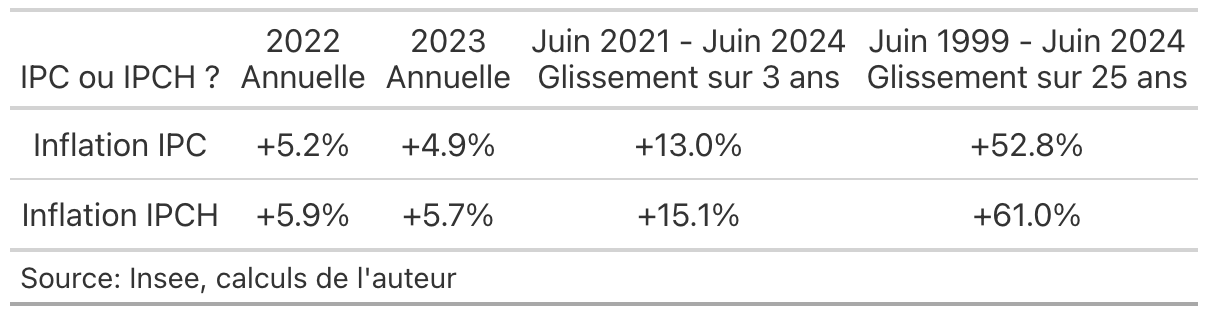 2022 2023 Juin 2021 - Juin 2024 Juin 1999 - Juin 2024
IPC ou IPCH ? Annuelle Annuelle Glissement sur 3 ans Glissement sur 25 ans
Inflation IPC +5.2% +4.9% +13.0% +52.8%
Inflation IPCH +5.9% +5.7% +15.1% +61.0%
Source: Insee, calculs de l'auteur